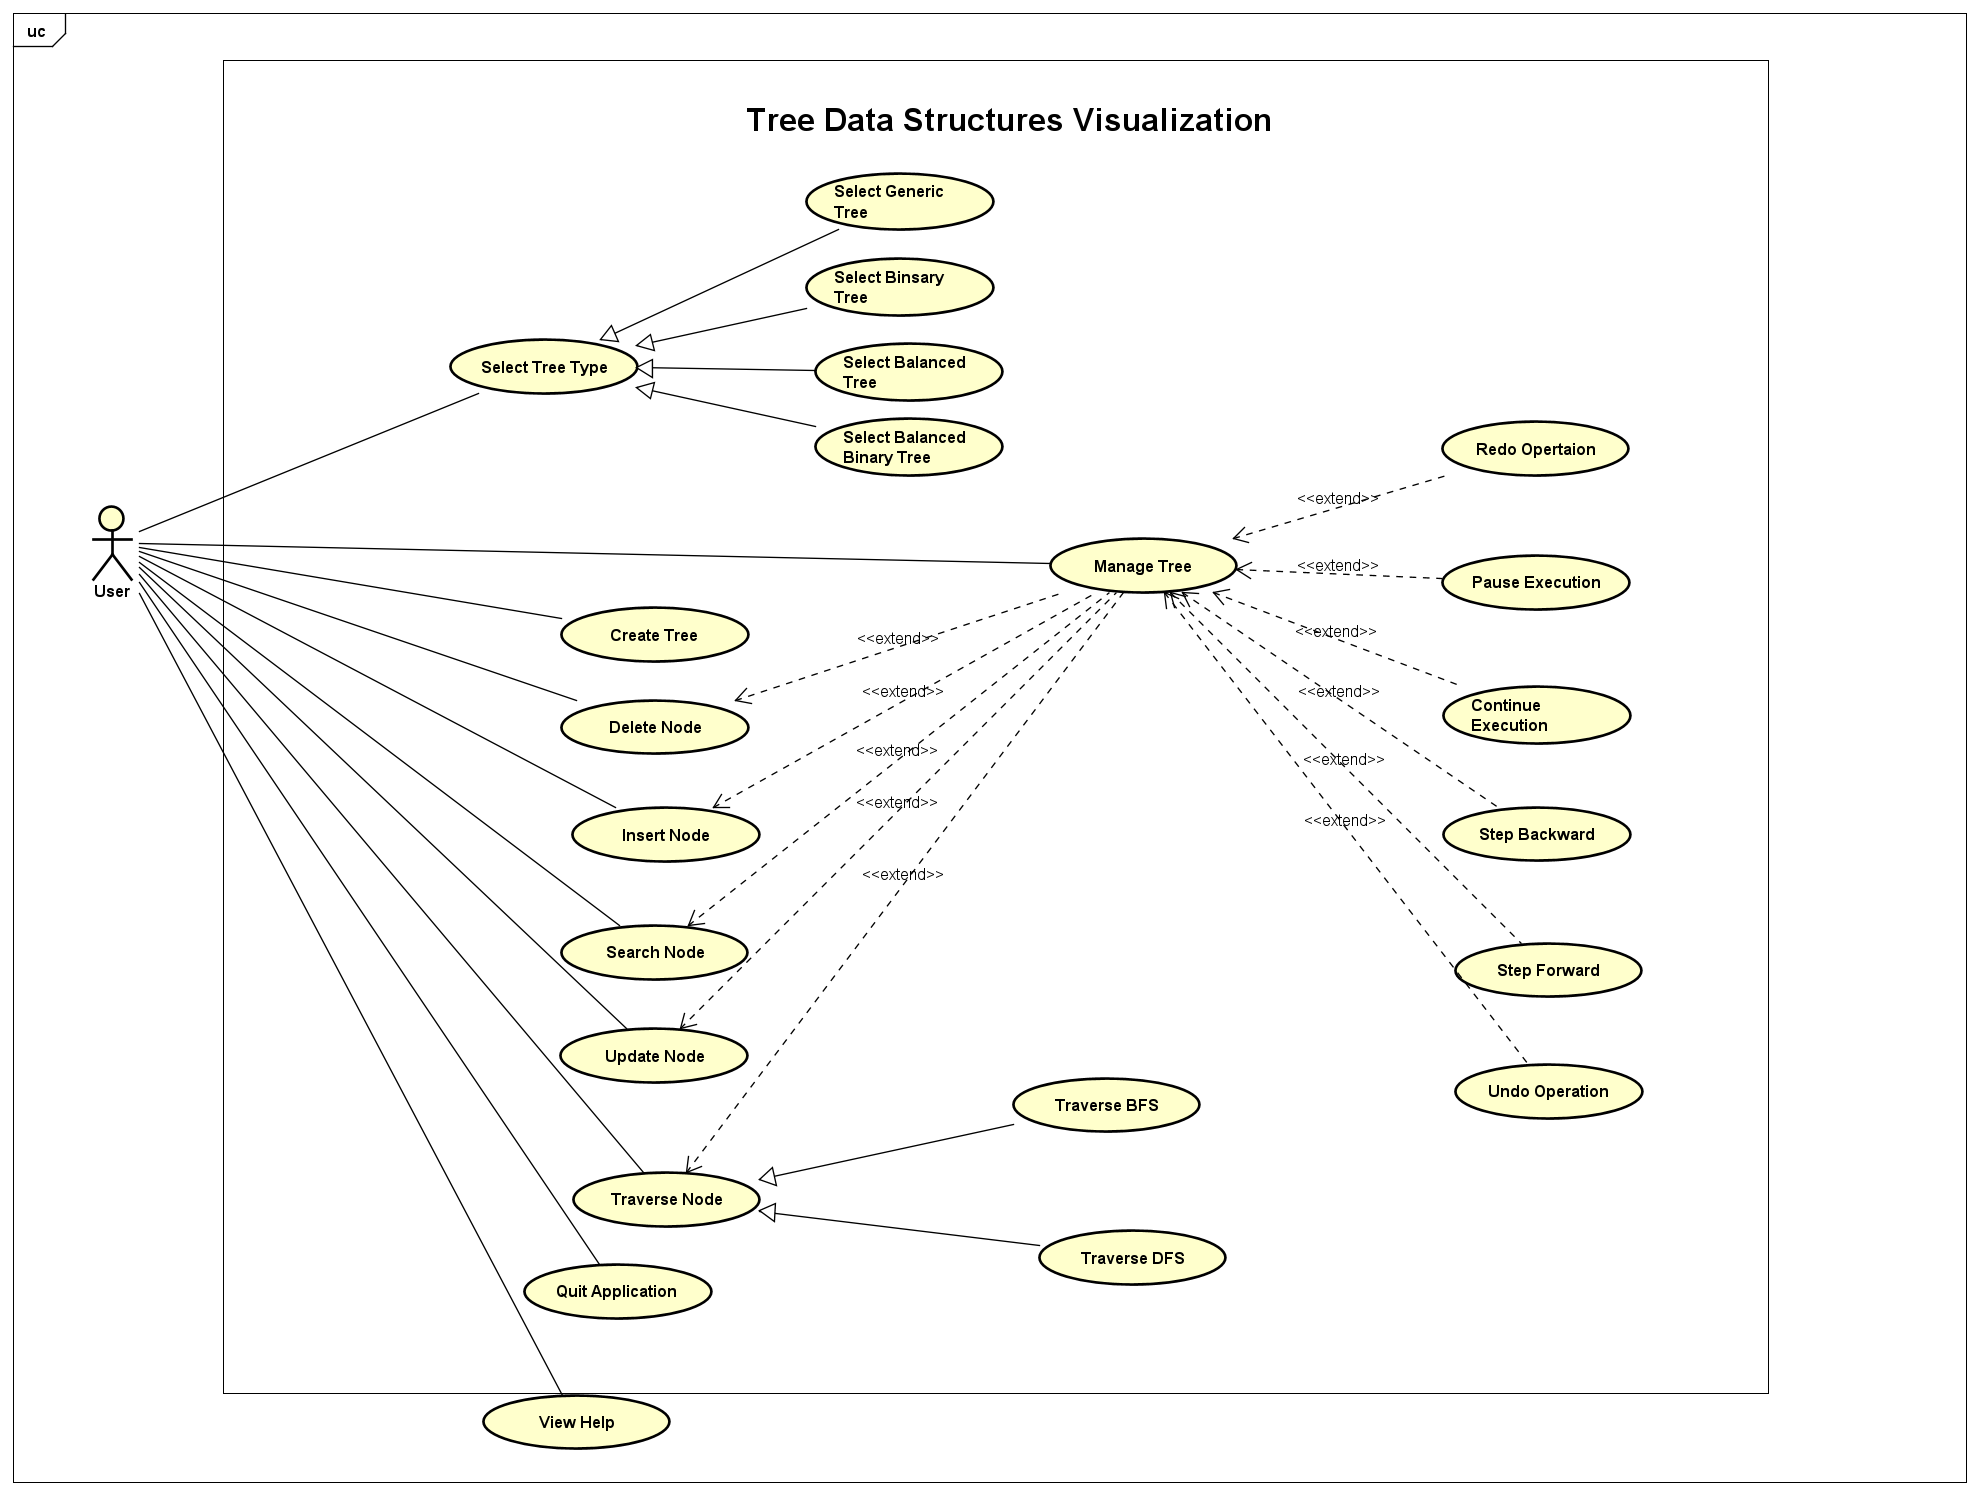 uc
Tree Data Structures Visualization
Select Generic
Tree
Select Binsary
Tree
Select Tree Type
Select Balanced
Tree
Select Balanced
Binary Tree
Redo Opertaion
<<extend>>
Manage Tree
<<extend>>
Pause Execution
User
Create Tree
<<extend>>
<<extend>>
Delete Node
<<extend>>
<<extend>>
Continue
Execution
<<extend>>
<<extend>>
<<extend>>
<<extend>>
Insert Node
Step Backward
<<extend>>
Search Node
Step Forward
Update Node
Traverse BFS
Undo Operation
Traverse Node
Traverse DFS
Quit Application
View Help